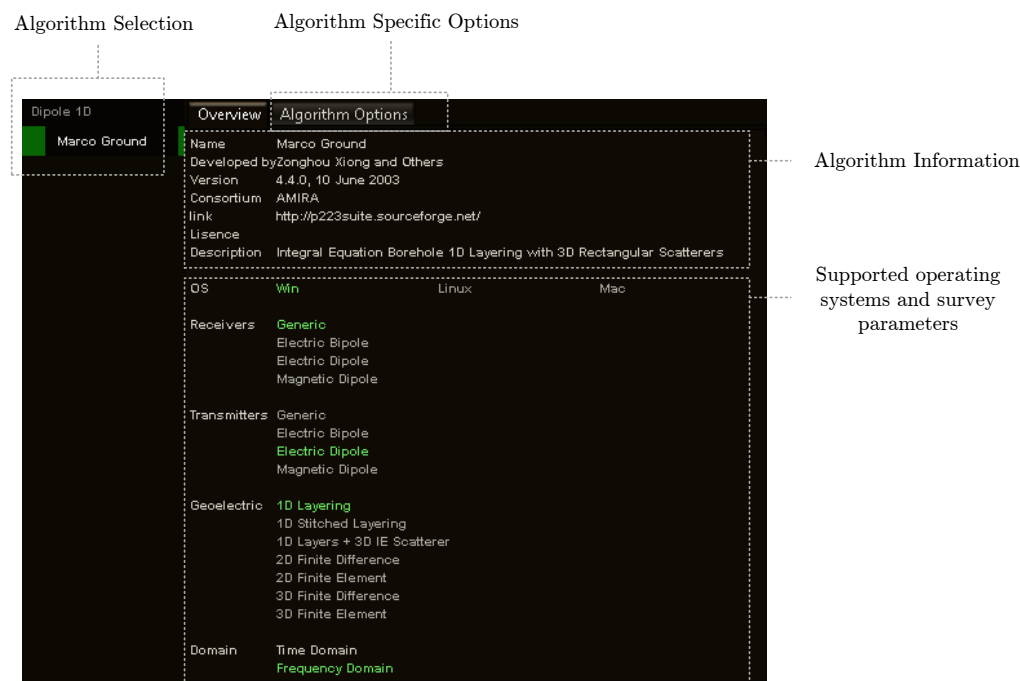 Algorithm Selection
Algorithm Specific Options
Dipole 1D
Overview Algorithm Options
Marco Ground
Name Marco Ground
Developed byZonghou Xiong and Others
Version 4.4.0, 10 June 2003
Consortium AMIRA
link http://p223suite.sourceforge.net/
Lisence
Description Integral Equation Borehole 1D Layering with 3D Rectangular Scatterers
Algorithm Information
OS Win Linux Mac
Supported operating
systems and survey
parameters
Receivers Generic
Electric Bipole
Electric Dipole
Magnetic Dipole
Transmitters Generic
Electric Bipole
Electric Dipole
Magnetic Dipole
Geoelectric 1D Layering
1D Stitched Layering
1D Layers + 3D IE Scatterer
2D Finite Difference
2D Finite Element
3D Finite Difference
3D Finite Element
Domain Time Domain
Frequency Domain